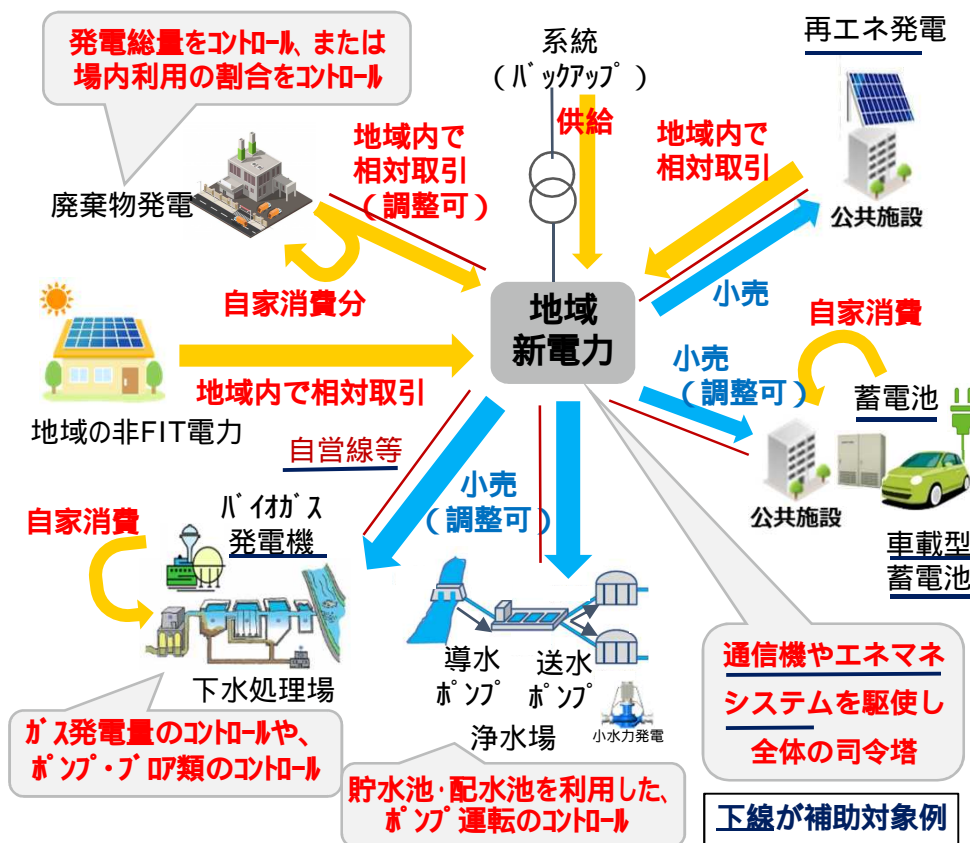 発電総量をｺﾝﾄﾛｰﾙ、または
場内利用の割合をｺﾝﾄﾛｰﾙ
系統
（ﾊﾞｯｸｱｯﾌﾟ）
供給
再エネ発電
地域内で
相対取引
（調整可）
地域内で
相対取引
廃棄物発電
公共施設
自家消費分
小売
地域
新電力
自家消費
地域内で相対取引
小売
（調整可）
蓄電池
地域の非FIT電力
自営線等
公共施設
小売
（調整可）
車載型
蓄電池
自家消費
ﾊﾞｲｵｶﾞｽ
発電機
導水
ﾎﾟﾝﾌﾟ
送水
ﾎﾟﾝﾌﾟ
下水処理場
浄水場
小水力発電
通信機やエネマネ
システムを駆使し
全体の司令塔
ｶﾞｽ発電量のｺﾝﾄﾛｰﾙや、
ﾎﾟﾝﾌﾟ・ﾌﾞﾛｱ類のｺﾝﾄﾛｰﾙ
貯水池･配水池を利用した、
ﾎﾟﾝﾌﾟ運転のｺﾝﾄﾛｰﾙ
下線が補助対象例